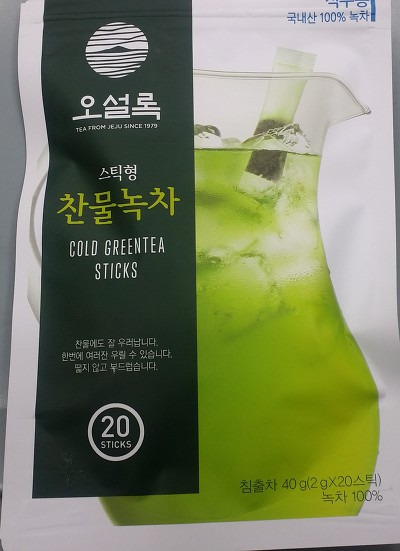 국내산 100% 녹차
오설록
TEA FROM JEJU SINCE 1979
스틱형
찬물녹차
COLD GREENTEA
STICKS
찬물에도 잘 우러납니다.
한번에 여러잔 우릴 수 있습니다.
떫지 않고 부드럽습니다.
20
STICKS
침출차 40 g(2 gX20스틱)
녹차 100%